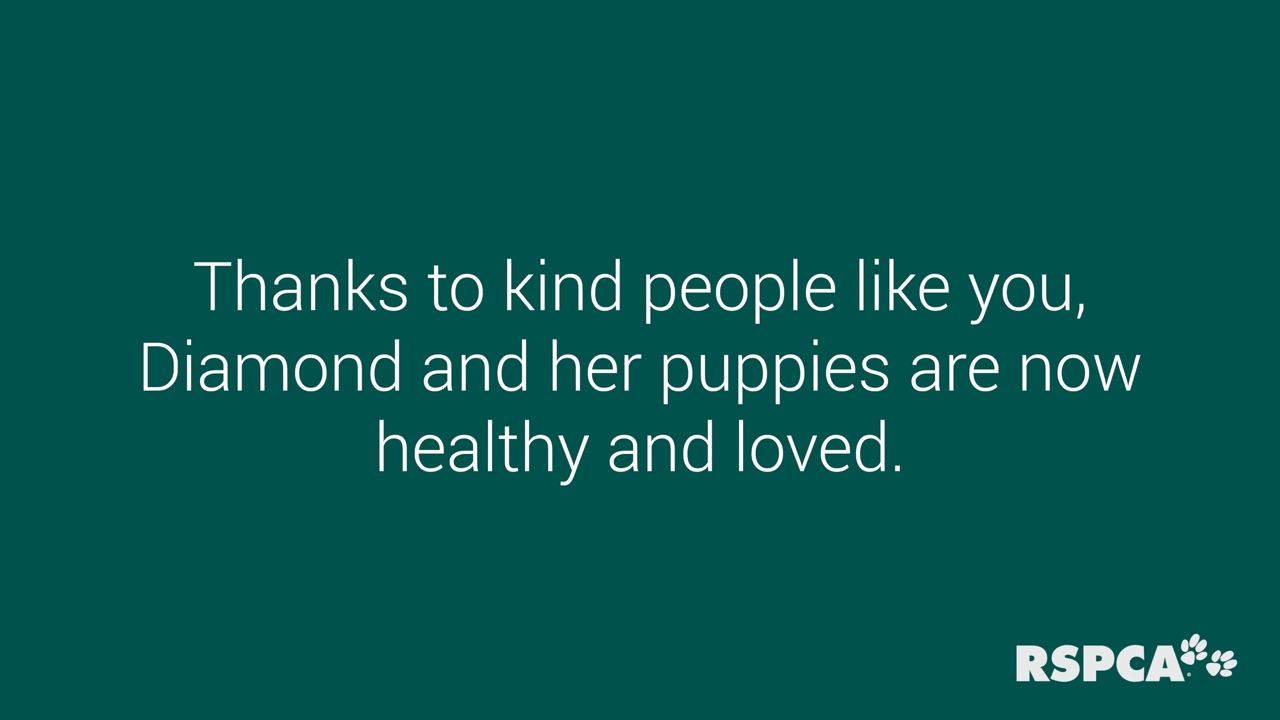 Thanks to kind people like you,
Diamond and her puppies are now
healthy and loved.
RSPCA